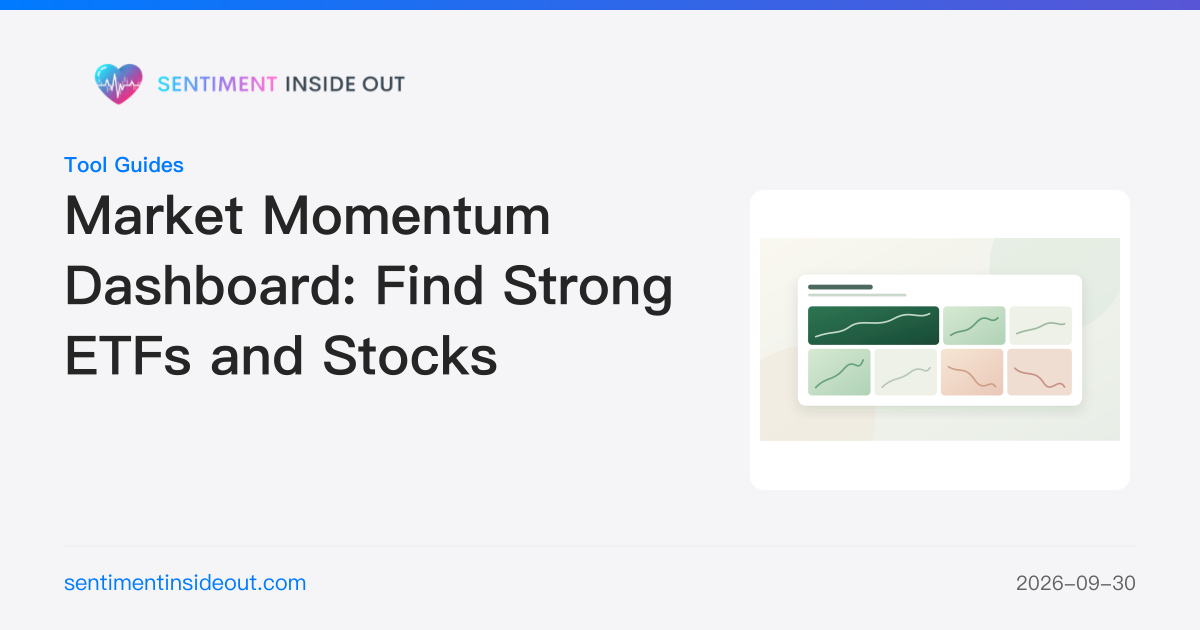 SENTIMENT INSIDE OUT
Tool Guides
Market Momentum
Dashboard: Find Strong
ETFs and Stocks
sentimentinsideout.com
2026-09-30